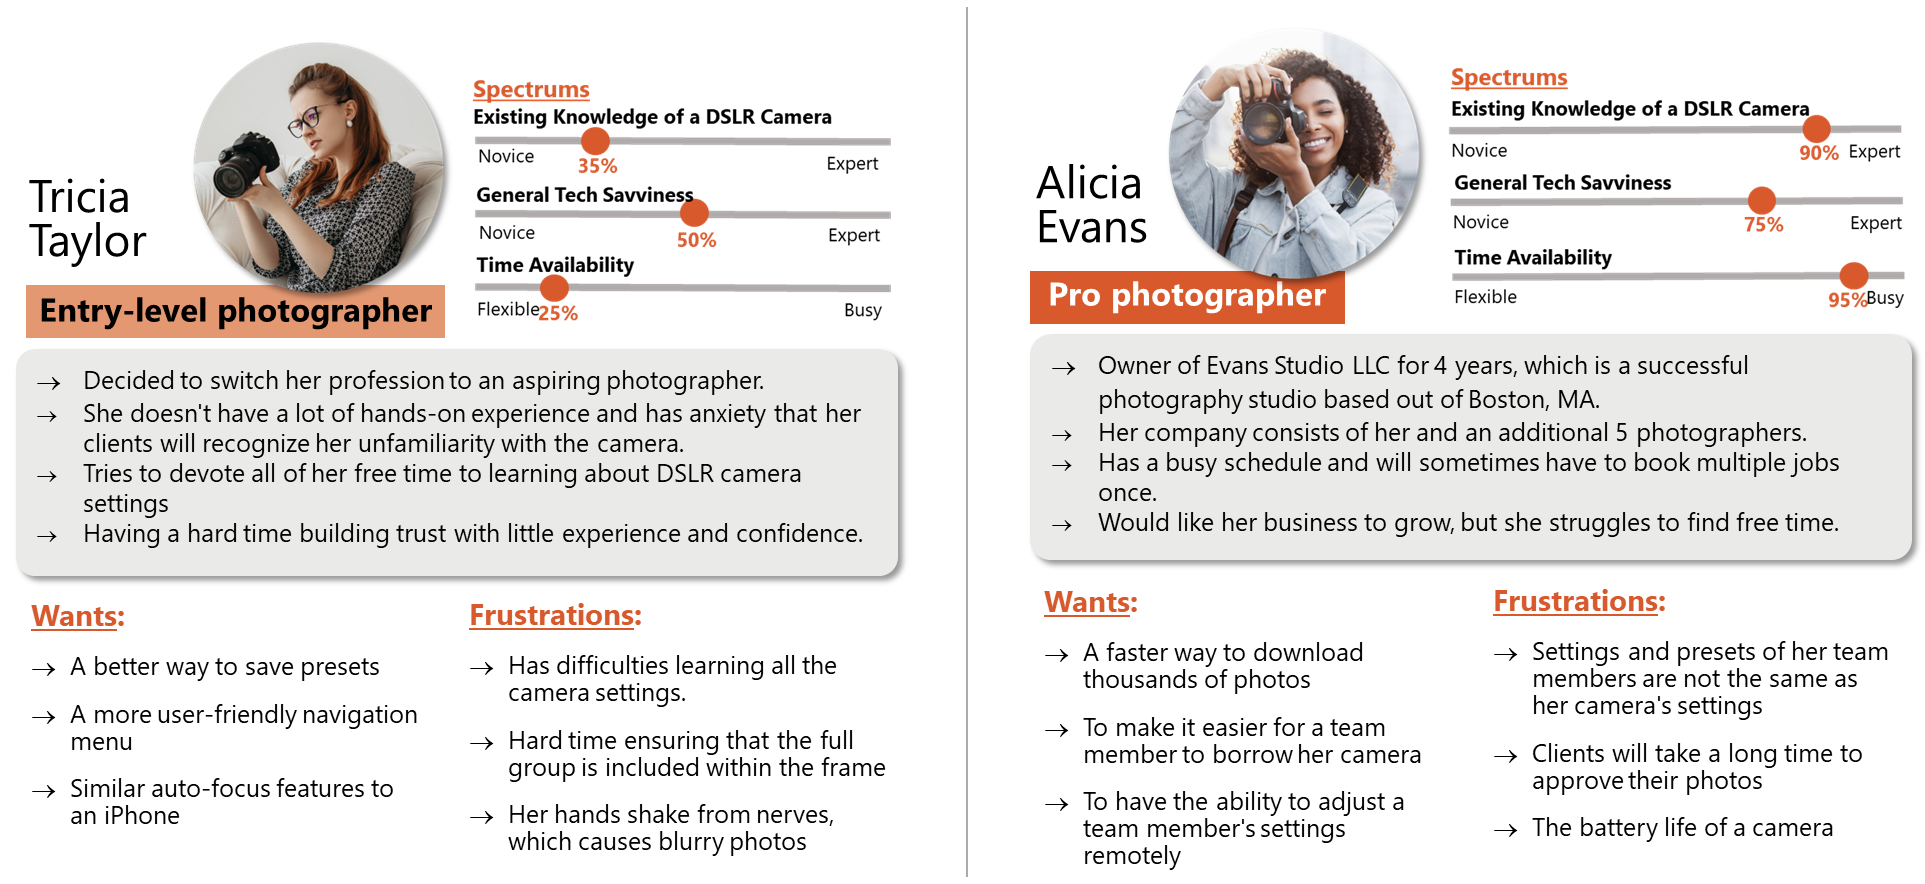 Tricia
Taylor
Entry-level photographer
Spectrums
Existing Knowledge of a DSLR Camera
Novice
35%
Expert
General Tech Savviness
Novice
50%
Expert
Time Availability
Flexible
25%
Busy
→ Decided to switch her profession to an aspiring photographer.
→ She doesn't have a lot of hands-on experience and has anxiety that her
clients will recognize her unfamiliarity with the camera.
→ Tries to devote all of her free time to learning about DSLR camera
settings
→ Having a hard time building trust with little experience and confidence.
Wants:
→ A better way to save presets
→ A more user-friendly navigation
menu
→ Similar auto-focus features to
an iPhone
Frustrations:
→ Has difficulties learning all the
camera settings.
→ Hard time ensuring that the full
group is included within the frame
→ Her hands shake from nerves,
which causes blurry photos
Alicia
Evans
Pro photographer
Spectrums
Existing Knowledge of a DSLR Camera
Novice
90%
Expert
General Tech Savviness
Novice
75%
Expert
Time Availability
Flexible
95%
Busy
→ Owner of Evans Studio LLC for 4 years, which is a successful
photography studio based out of Boston, MA.
→ Her company consists of her and an additional 5 photographers.
→ Has a busy schedule and will sometimes have to book multiple jobs
once.
→ Would like her business to grow, but she struggles to find free time.
Wants:
→ A faster way to download
thousands of photos
→ To make it easier for a team
member to borrow her camera
→ To have the ability to adjust a
team member's settings
remotely
Frustrations:
→ Settings and presets of her team
members are not the same as
her camera's settings
→ Clients will take a long time to
approve their photos
→ The battery life of a camera